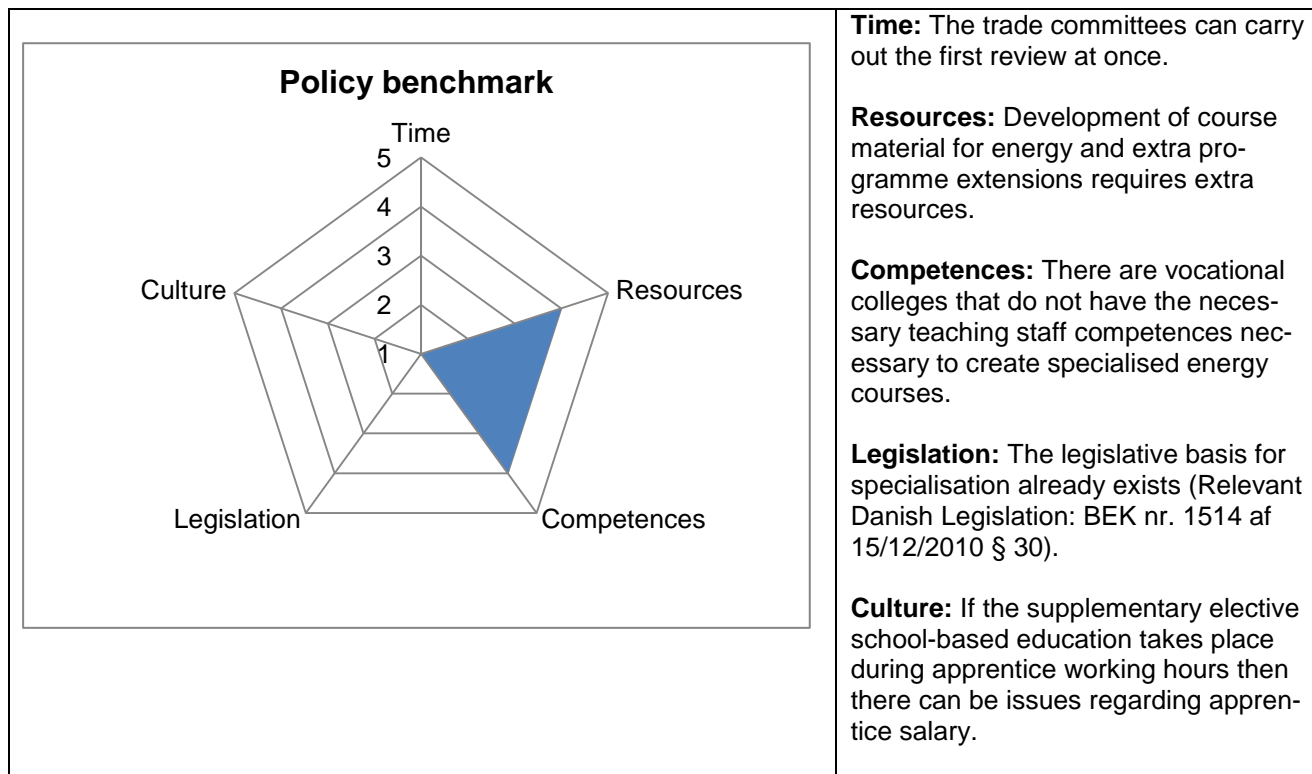 Policy benchmark
Time
5
4
3
2
1
Culture
Resources
Legislation
Competences
Time: The trade committees can carry
out the first review at once.
Resources: Development of course
material for energy and extra pro-
gramme extensions requires extra
resources.
Competences: There are vocational
colleges that do not have the neces-
sary teaching staff competences nec-
essary to create specialised energy
courses.
Legislation: The legislative basis for
specialisation already exists (Relevant
Danish Legislation: BEK nr. 1514 af
15/12/2010 § 30).
Culture: If the supplementary elective
school-based education takes place
during apprentice working hours then
there can be issues regarding appren-
tice salary.